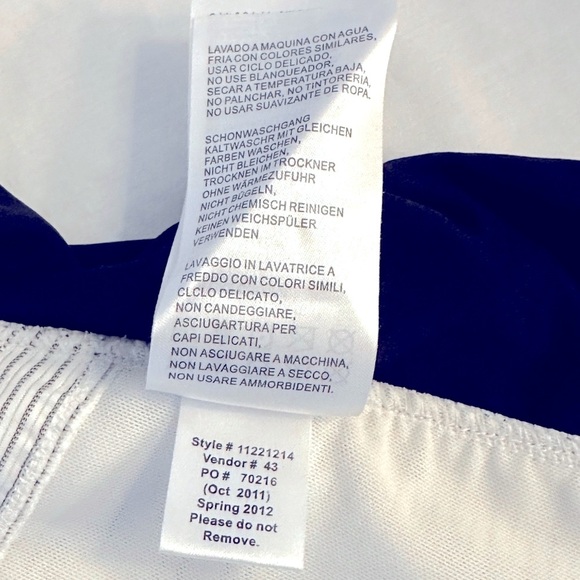 LAVADO A MAQUINA CON AGUA
FRIA CON COLORES SIMILARES,
USAR CICLO DELICADO,
NO USE BLANQUEADOR,
SECAR A TEMPERATURA BAJA,
NO PALNCHAR, NO TINTORERIA,
NO USAR SUAVIZANTE DE ROPA.
SCHONWASCHGANG
KALTWASCHR MIT GLEICHEN
FARBEN WASCHEN,
NICHT BLEICHEN,
TROCKNEN IM TROCKNER
OHNE WÄRMEZUFUHR
NICHT BÜGELN,
NICHT CHEMISCH REINIGEN
KEINEN WEICHSPÜLER
VERWENDEN
LAVAGGIO IN LAVATRICE A
FREDDO CON COLORI SIMILI,
CLCLO DELICATO,
NON CANDEGGIARE,
ASCIUGARTURA PER
CAPI DELICATI,
NON ASCIUGARE A MACCHINA,
NON LAVAGGIARE A SECCO,
NON USARE AMMORBIDENTI.
Style # 11221214
Vendor # 43
PO # 70216
(Oct 2011)
Spring 2012
Please do not
Remove.